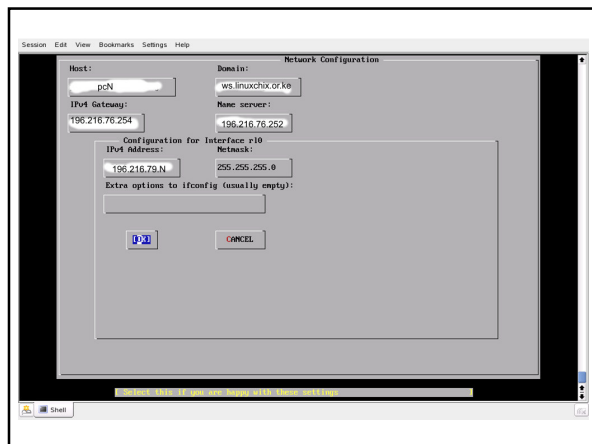 Session Edit View Bookmarks Settings Help
Network Configuration
Host: Domain:
pcN ws.linuxchix.or.ke
IPv4 Gateway: Name server:
196.216.76.254 196.216.76.252
Configuration for Interface rl0
IPv4 Address: Netmask:
196.216.79.N 255.255.255.0
Extra options to ifconfig (usually empty):
[OK] CANCEL
[ Select this if you are happy with these settings ]
Shell